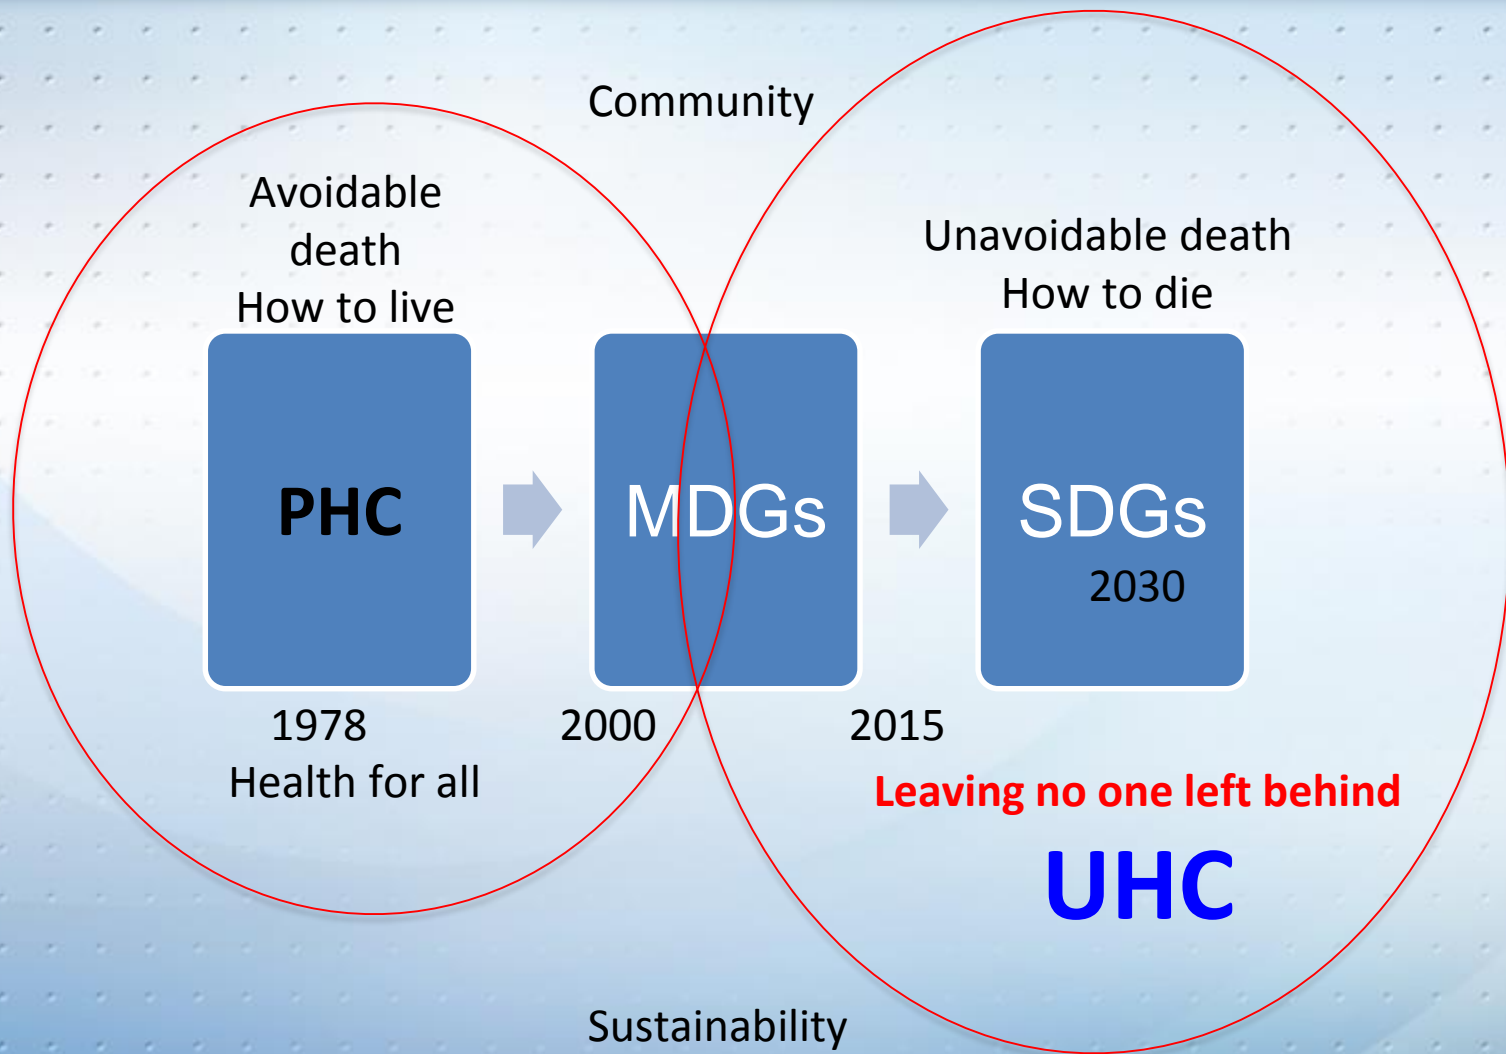 Community
Avoidable
death
How to live
Unavoidable death
How to die
PHC
MDGs
SDGs
2030
1978
2000
2015
Health for all
Leaving no one left behind
UHC
Sustainability